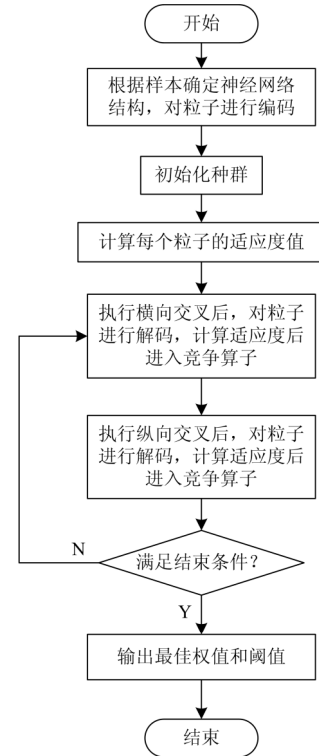 开始
根据样本确定神经网络
结构，对粒子进行编码
初始化种群
计算每个粒子的适应度值
执行横向交叉后，对粒子
进行解码，计算适应度后
进入竞争算子
执行纵向交叉后，对粒子
进行解码，计算适应度后
进入竞争算子
N
满足结束条件？
Y
输出最佳权值和阈值
结束